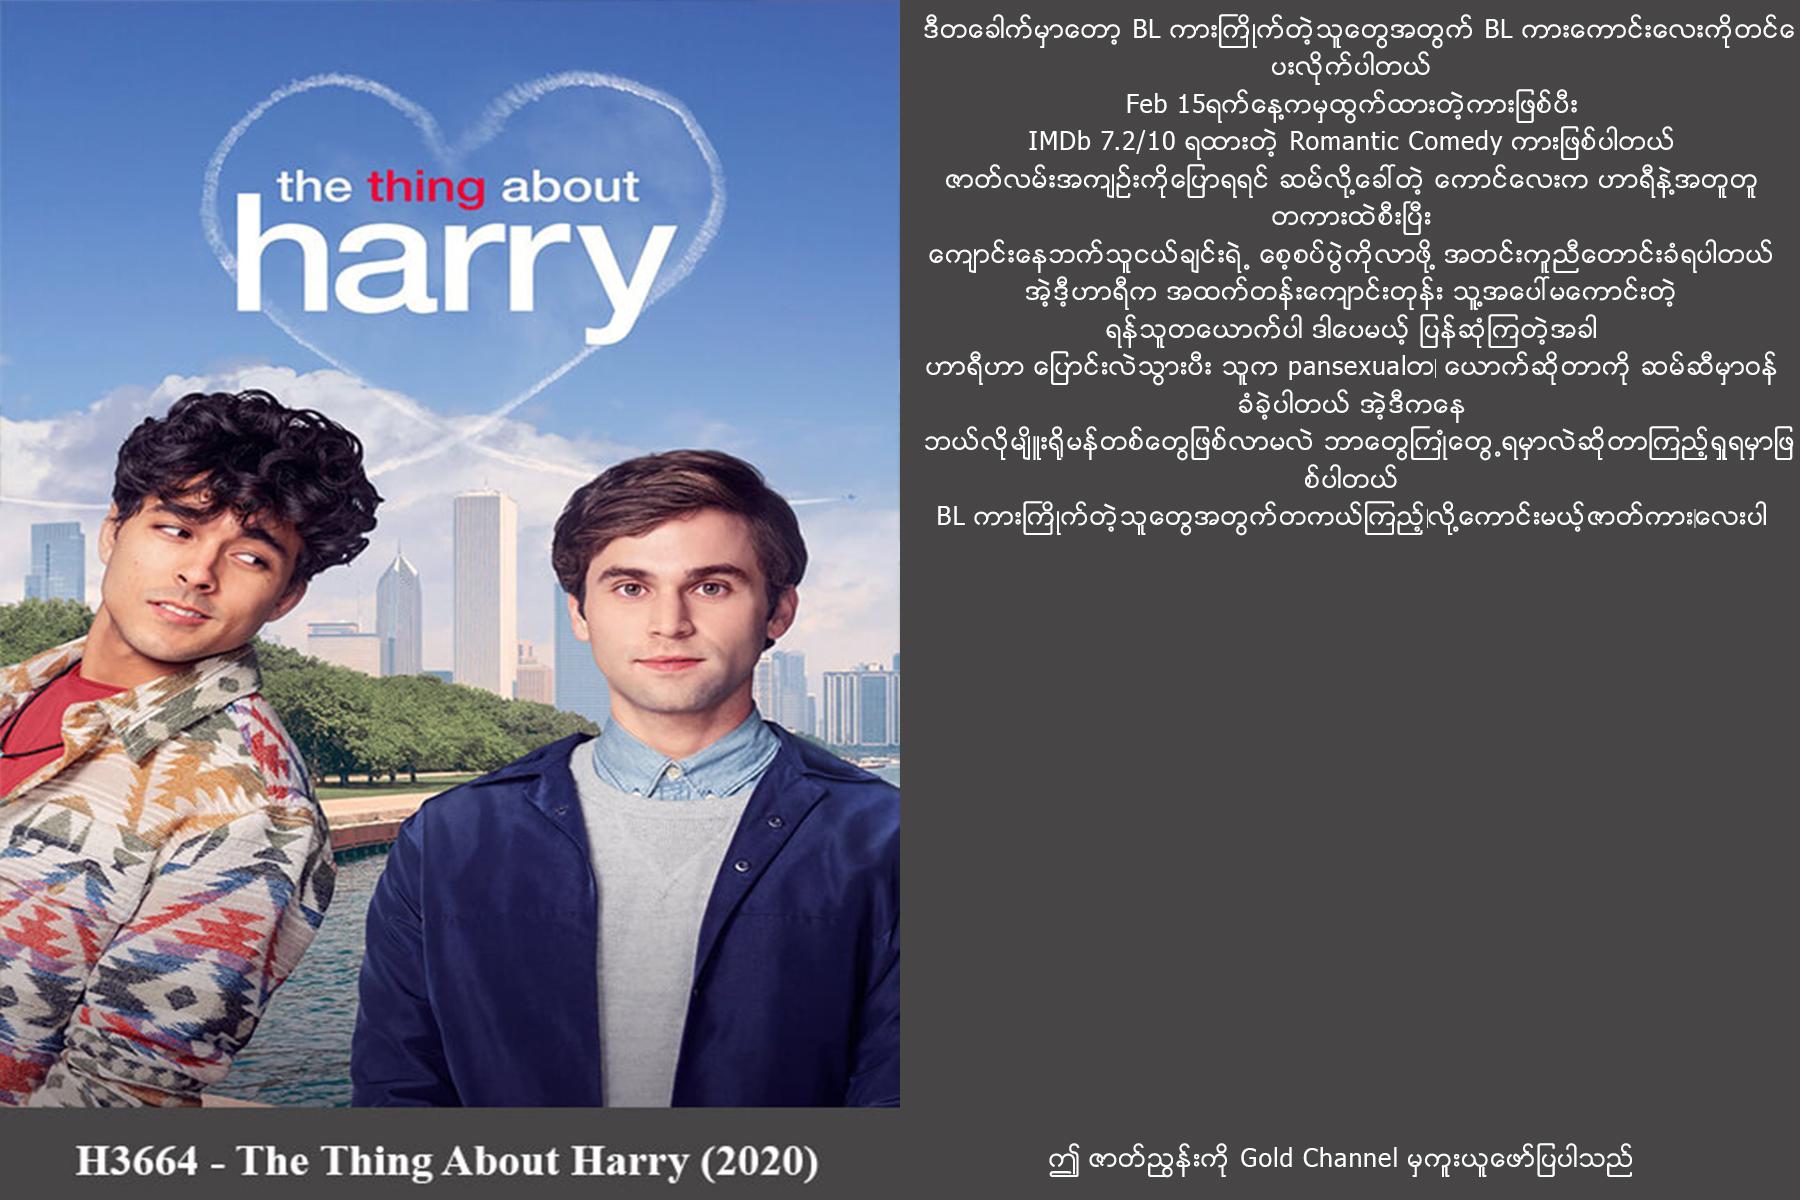 the thing about
harry
H3664 - The Thing About Harry (2020)
ဒီတခေါက်မှာတော့ BL ကားကြိုက်တဲ့သူတွေအတွက် BL ကားကောင်းလေးကိုတင်ပေ
းလိုက်ပါတယ်
Feb 15ရက်နေ့ကမှထွက်ထားတဲ့ကားဖြစ်ပီး
IMDb 7.2/10 ရထားတဲ့ Romantic Comedy ကားဖြစ်ပါတယ်
ဇာတ်လမ်းအကျဉ်းကိုပြောရရင် ဆမ်လို့ခေါ်တဲ့ ကောင်လေးက ဟာရီနဲ့အတူတူ
တကားထဲစီးပြီး
ကျောင်းနေဘက်သူငယ်ချင်းရဲ့ စေ့စပ်ပွဲကိုလာဖို့ အတင်းကူညီတောင်းခံရပါတယ်
အဲ့ဒီ့ဟာရီက အထက်တန်းကျောင်းတုန်း သူ့အပေါ်မကောင်းတဲ့
ရန်သူတယောက်ပါ ဒါပေမယ့် ပြန်ဆုံကြတဲ့အခါ
ဟာရီဟာ ပြောင်းလဲသွားပီး သူက pansexualတ ယောက်ဆိုတာကို ဆမ်ဆီမှာဝန်
ခံခဲ့ပါတယ် အဲ့ဒီကနေ
ဘယ်လိုမျိူးရိုမန်တစ်တွေဖြစ်လာမလဲ ဘာတွေကြုံတွေ့ရမှာလဲဆိုတာကြည့်ရှုရမှာဖြ
စ်ပါတယ်
BL ကားကြိုက်တဲ့သူတွေအတွက်တကယ်ကြည့်လို့ကောင်းမယ့်ဇာတ်ကားလေးပါ
ဤ ဇာတ်ညွှန်းကို Gold Channel မှကူးယူဖော်ပြပါသည်